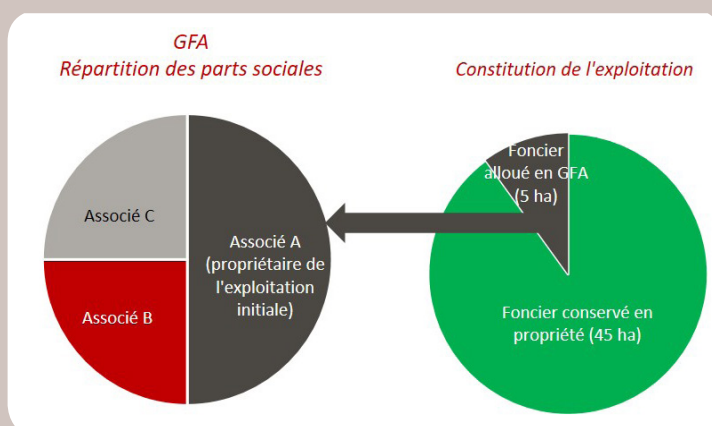 GFA
Répartition des parts sociales
Constitution de l'exploitation
Associé C
Associé B
Associé A
(propriétaire de
l'exploitation
initiale)
Foncier
alloué en GFA
(5 ha)
Foncier conservé en
propriété (45 ha)